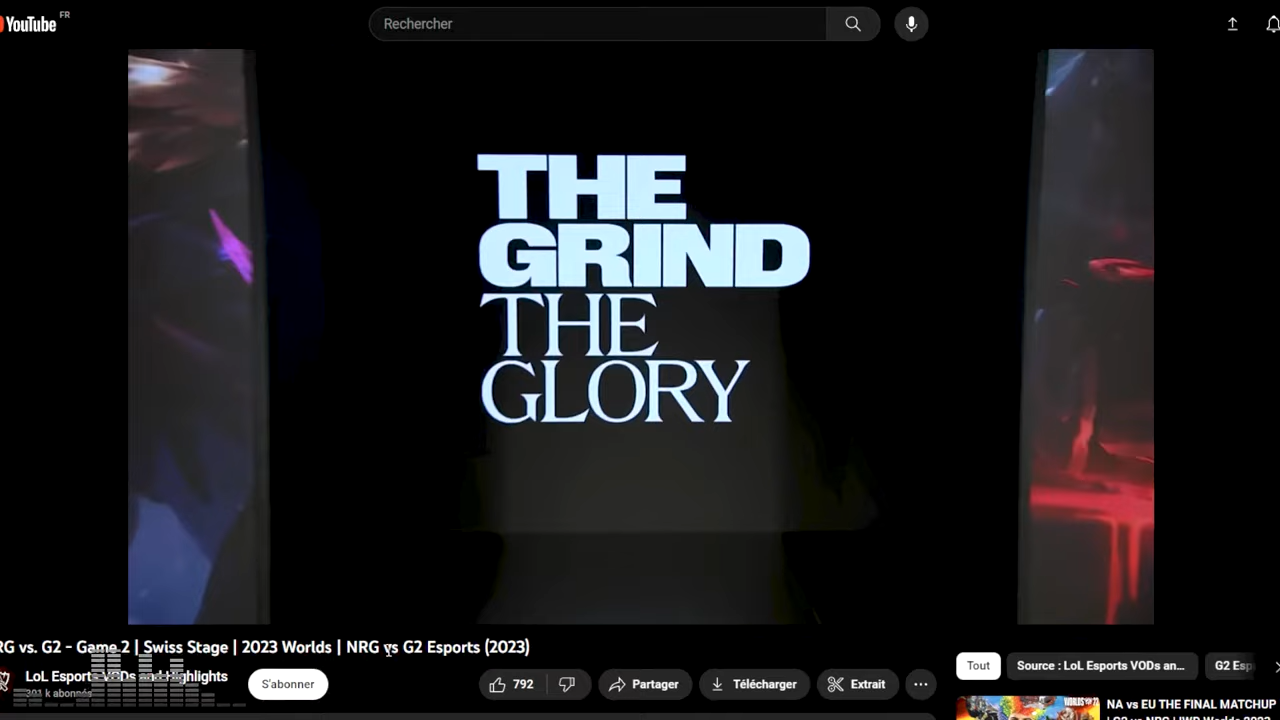 YouTube FR
Rechercher
THE
GRIND
THE
GLORY
RG vs. G2 - Game 2 | Swiss Stage | 2023 Worlds | NRG vs G2 Esports (2023)
LoL Esports VODs and Highlights
301 k abonnés
S'abonner
792
Partager
Télécharger
Tout
Source : LoL Esports VODs an...
G2 Esp
NA vs EU THE FINAL MATCHUP